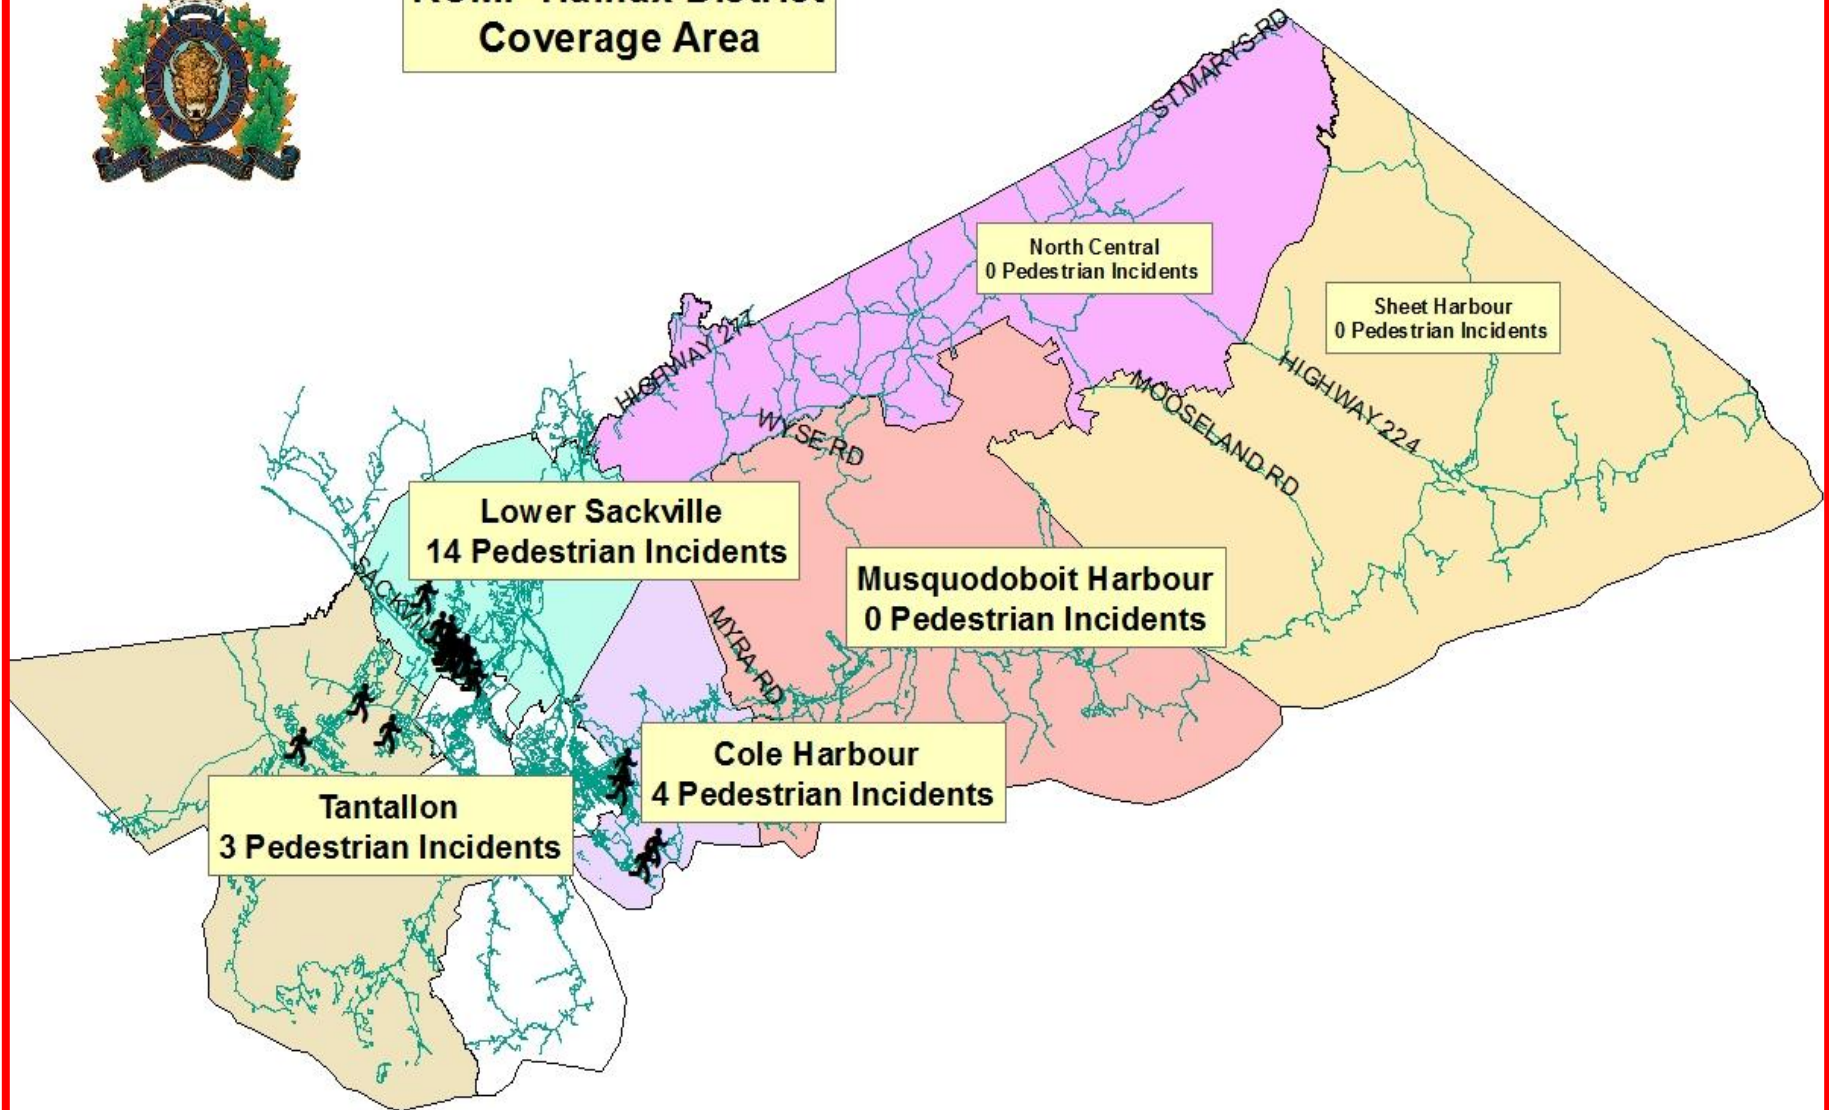 Coverage Area
ST.MARYS RD
North Central
0 Pedestrian Incidents
Sheet Harbour
0 Pedestrian Incidents
HIGHWAY 277
HIGHWAY 224
MOOSELAND RD
WYSE RD
Lower Sackville
14 Pedestrian Incidents
Musquodoboit Harbour
0 Pedestrian Incidents
MYRA RD
Cole Harbour
4 Pedestrian Incidents
Tantallon
3 Pedestrian Incidents